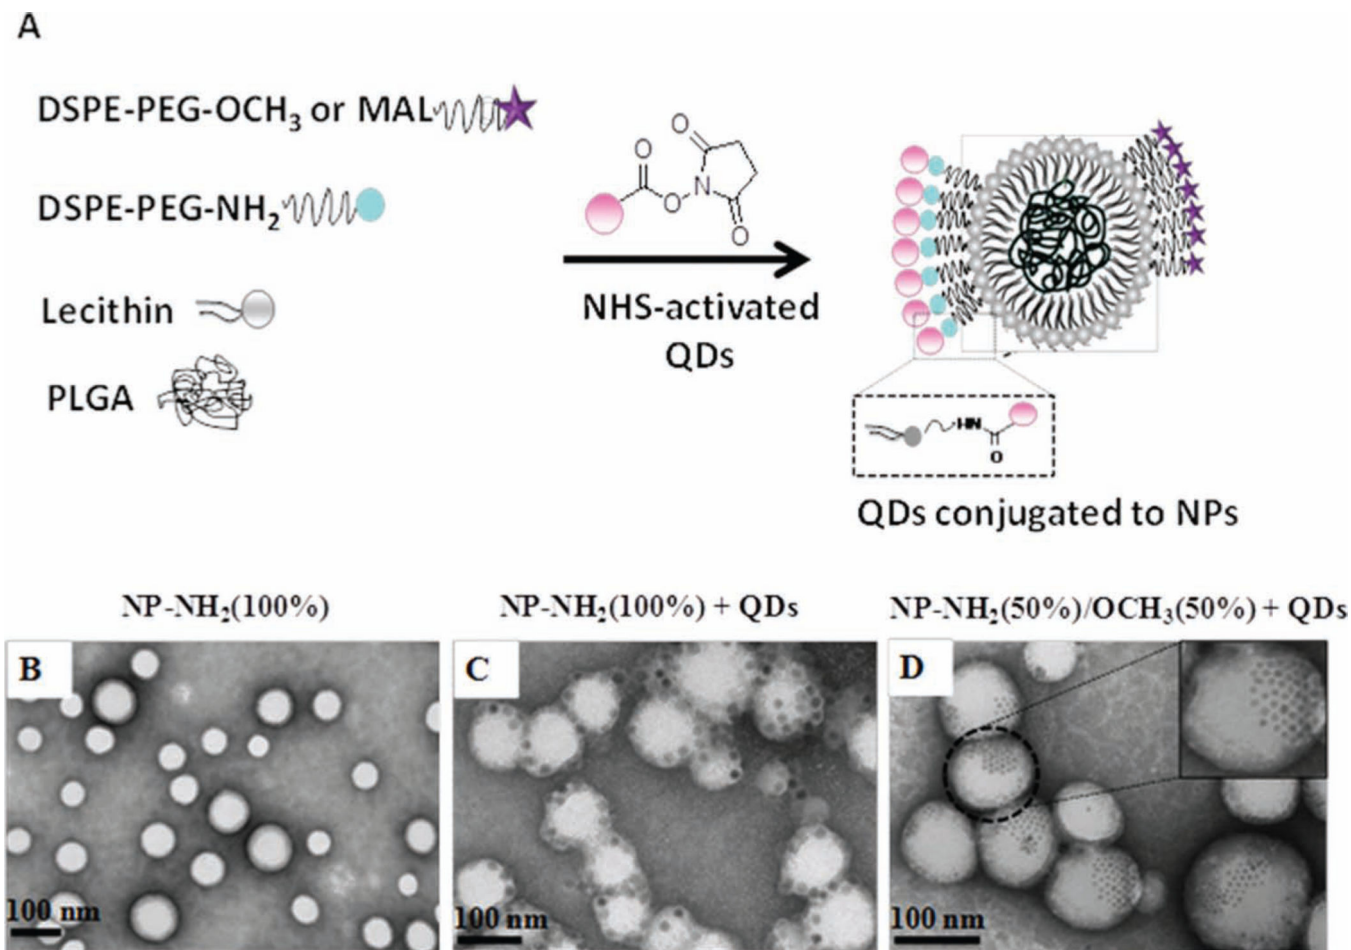 A
DSPE-PEG-OCH₃ or MAL
DSPE-PEG-NH₂
Lecithin
PLGA
O
O
N
O
O
NHS-activated
QDs
HN
O
QDs conjugated to NPs
NP-NH₂(100%)
NP-NH₂(100%) + QDs
NP-NH₂(50%)/OCH₃(50%) + QDs
B
C
D
100 nm
100 nm
100 nm